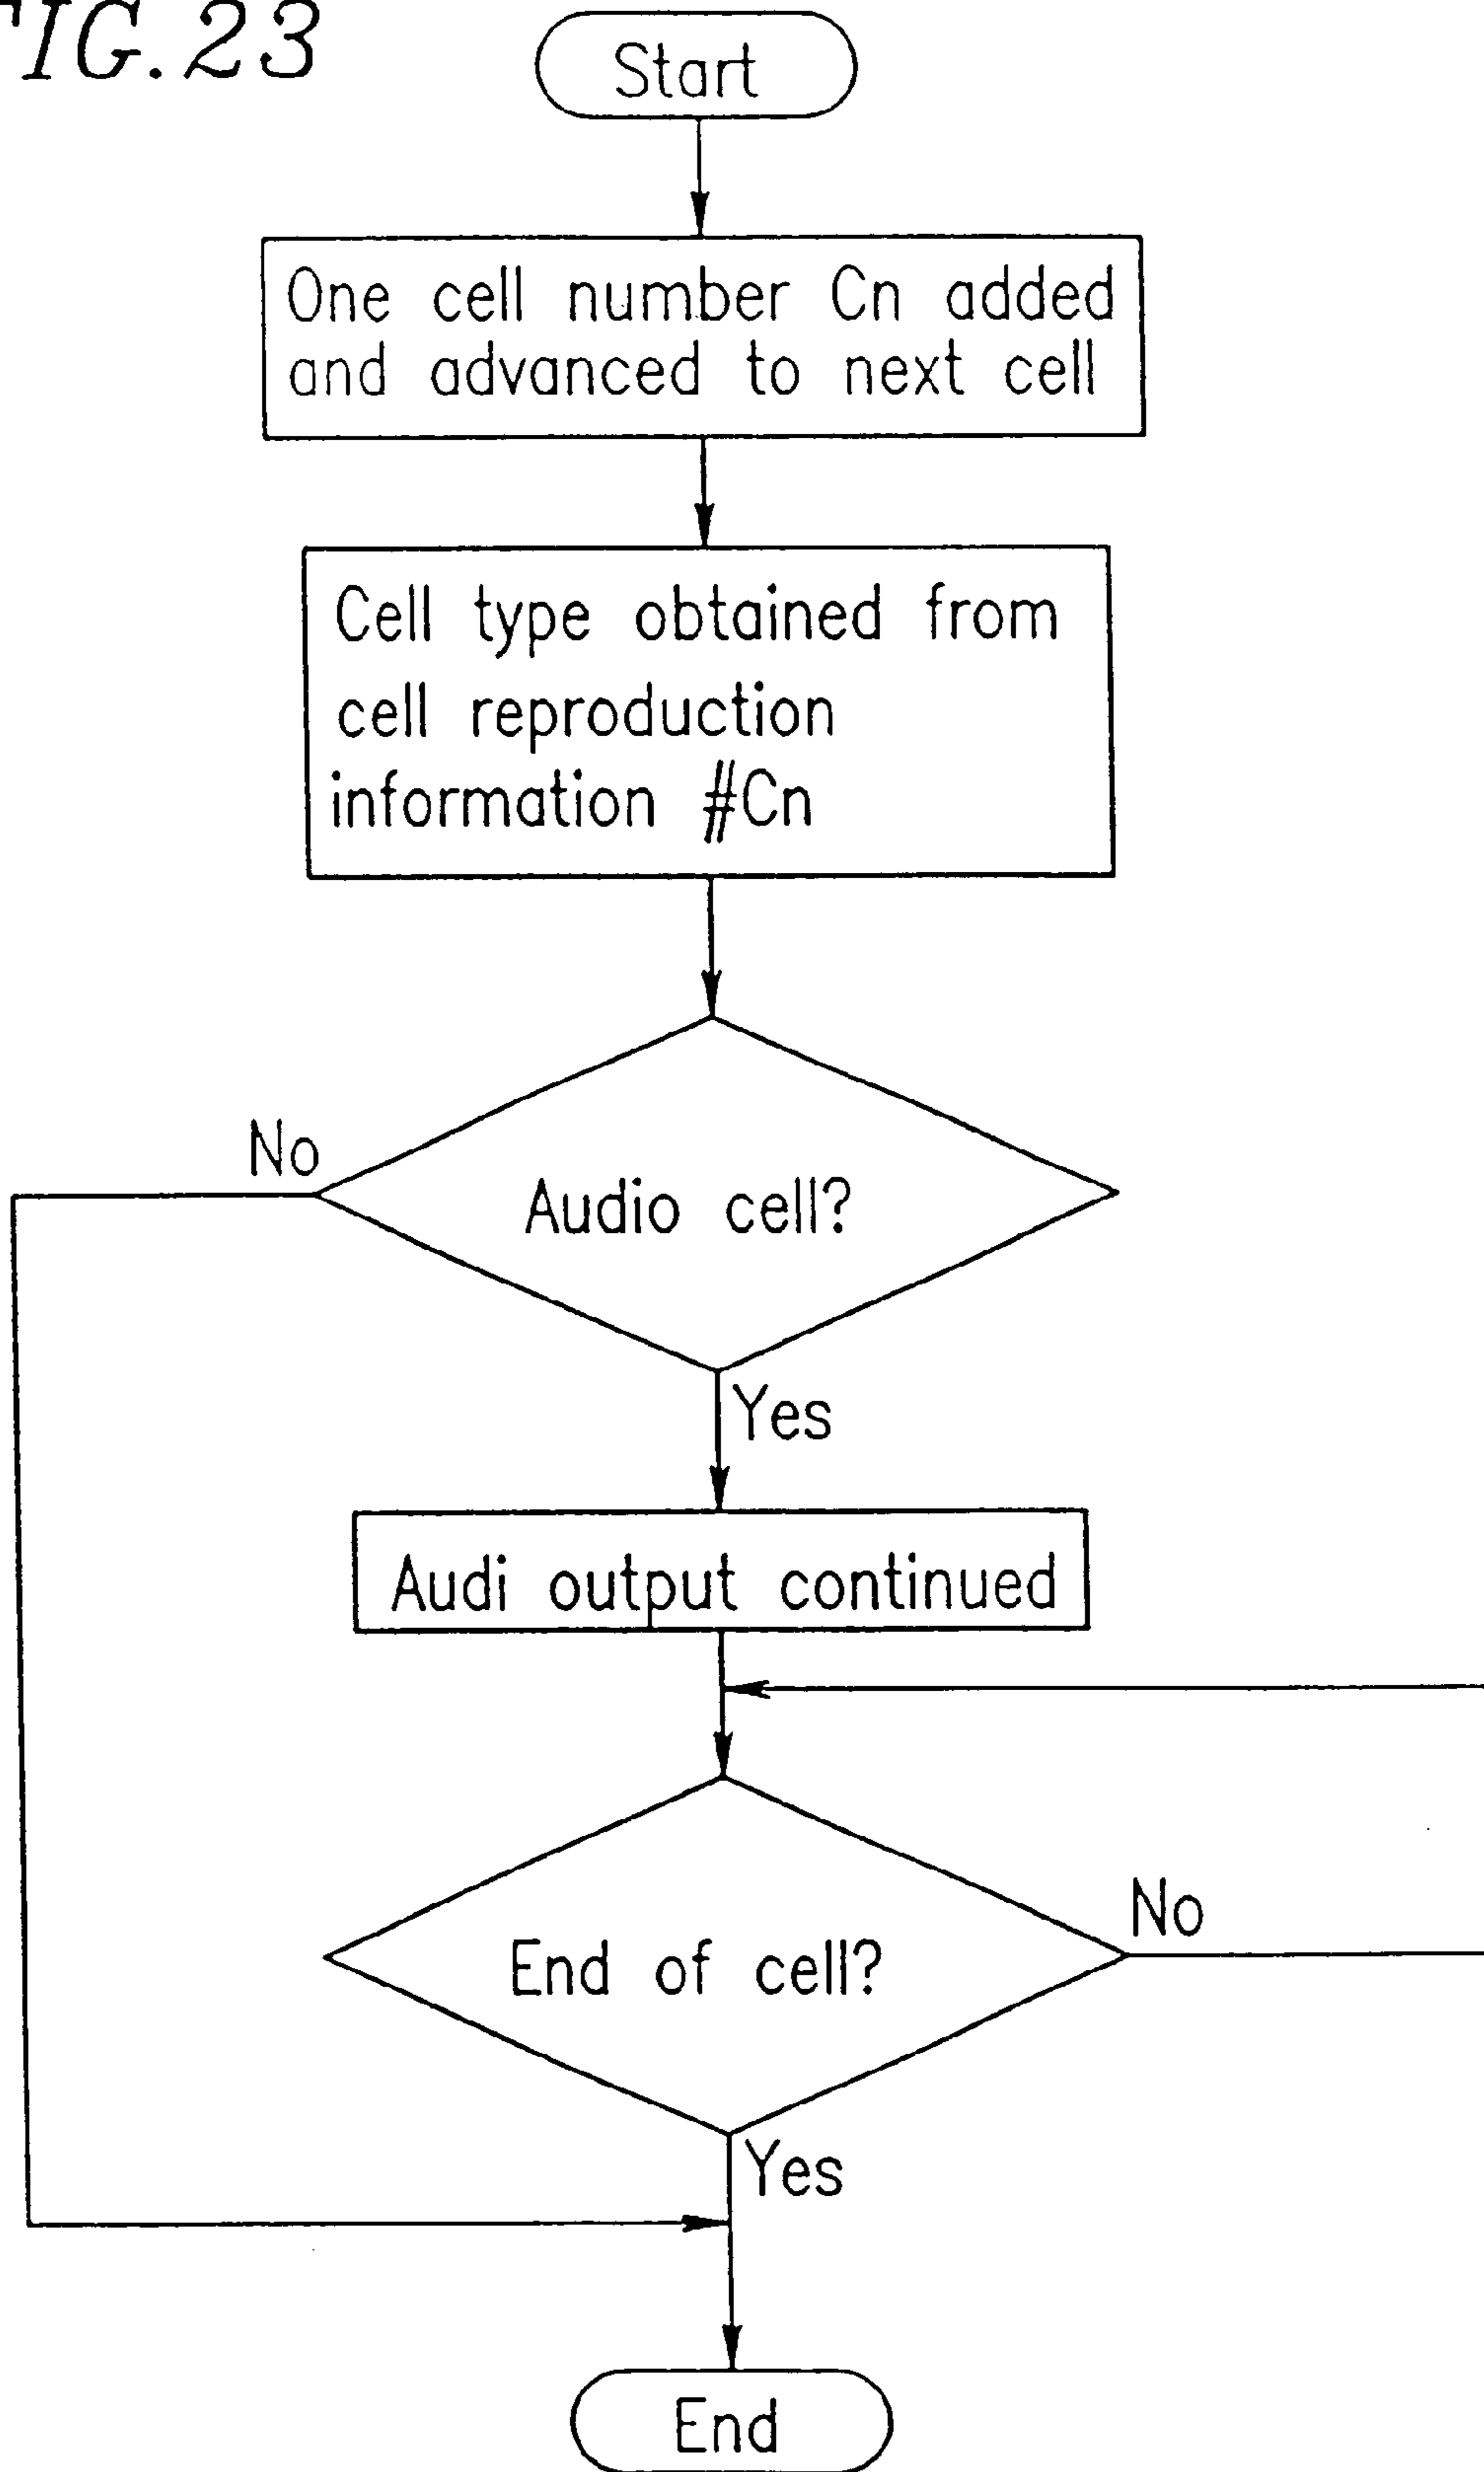 FIG. 23
Start
One cell number Cn added
and advanced to next cell
Cell type obtained from
cell reproduction
information #Cn
Audio cell?
No
Yes
Audi output continued
End of cell?
No
Yes
End